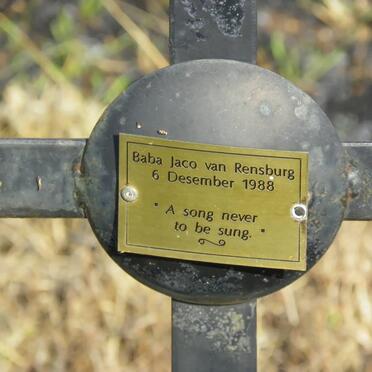 Baba Jaco van Rensburg
6 Desember 1988
" A song never
to be sung. "